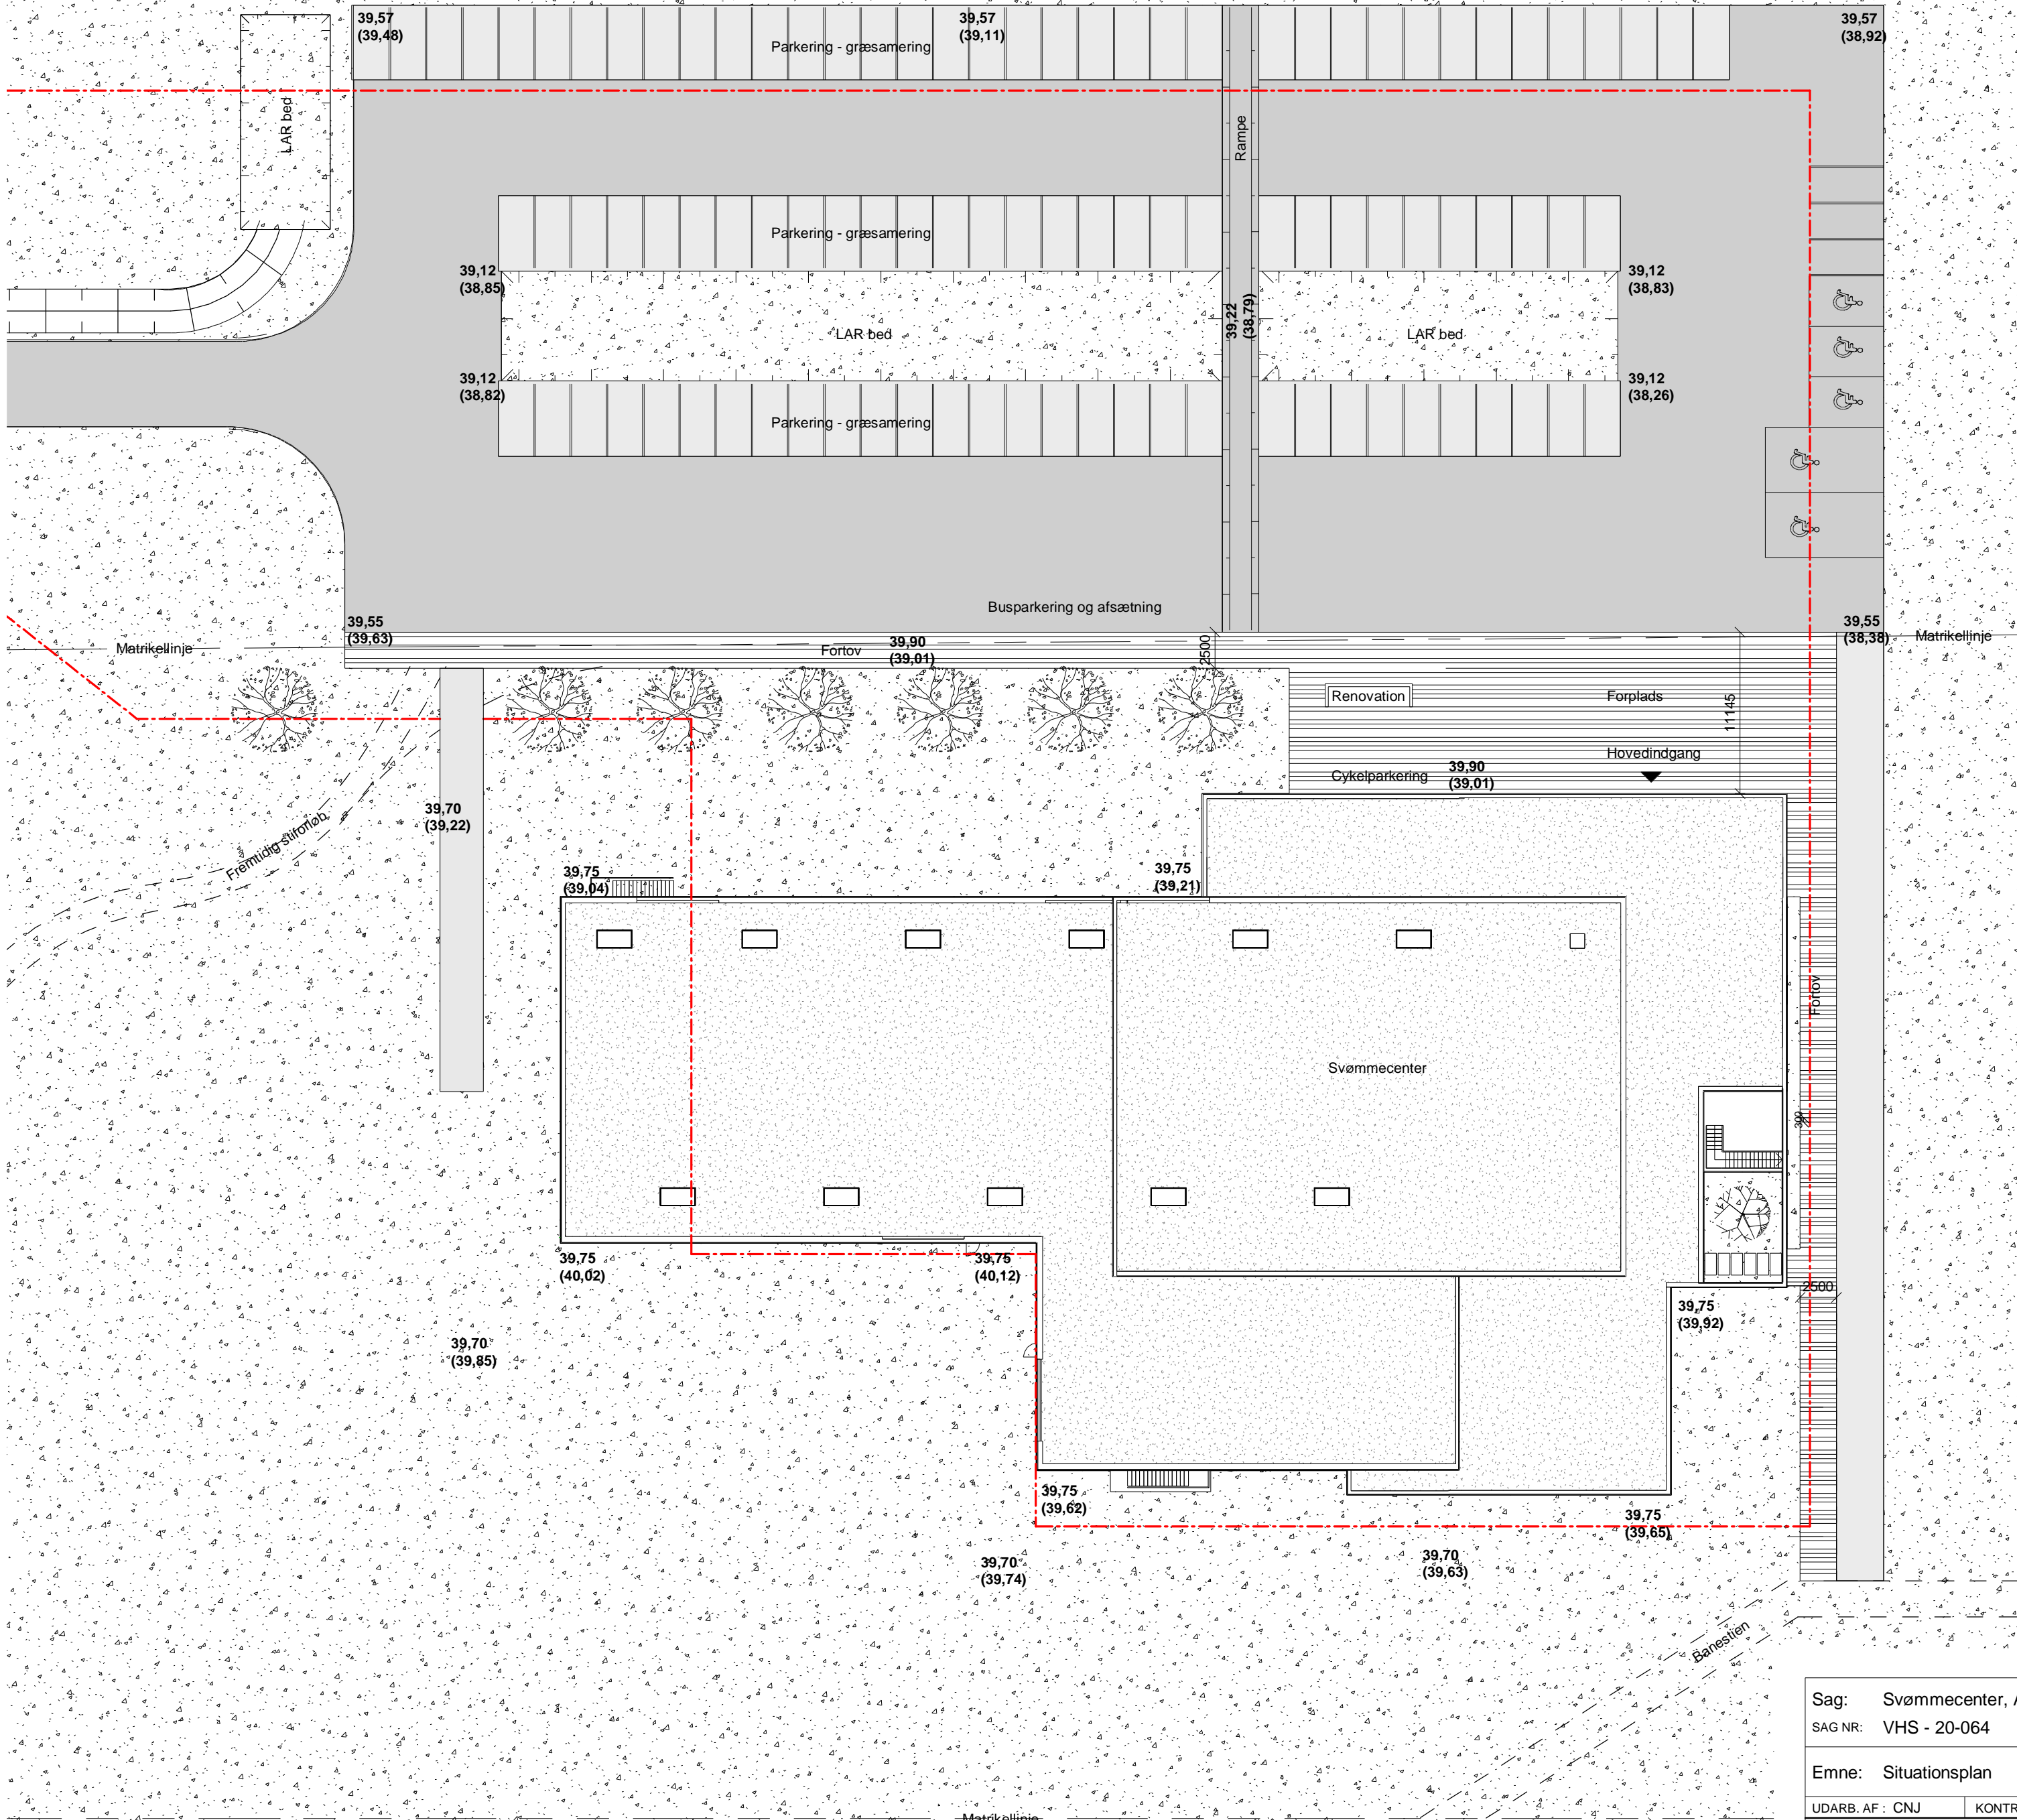 39,57
(39,48)
39,57
(39,11)
39,57
(38,92)
Parkering - græsamering
LAR bed
Rampe
Parkering - græsamering
39,12
(38,85)
39,12
(38,83)
39,22
(38,79)
LAR bed
LAR bed
39,12
(38,82)
39,12
(38,26)
Parkering - græsamering
Busparkering og afsætning
39,55
(39,63)
39,55
(38,38)
Matrikellinje
Matrikellinje
Fortov
39,90
(39,01)
2500
Renovation
Forplads
11145
Hovedindgang
Cykelparkering
39,90
(39,01)
39,70
(39,22)
Fremtidig stiforløb
39,75
(39,04)
39,75
(39,21)
Fortov
Svømmecenter
300
39,75
(40,02)
39,75
(40,12)
2500
39,75
(39,92)
39,70
(39,85)
39,75
(39,62)
39,75
(39,65)
39,70
(39,74)
39,70
(39,63)
Banestien
Sag: Svømmecenter,
SAG NR: VHS - 20-064
Emne: Situationsplan
UDARB. AF : CNJ KONTR
Matrikellinje